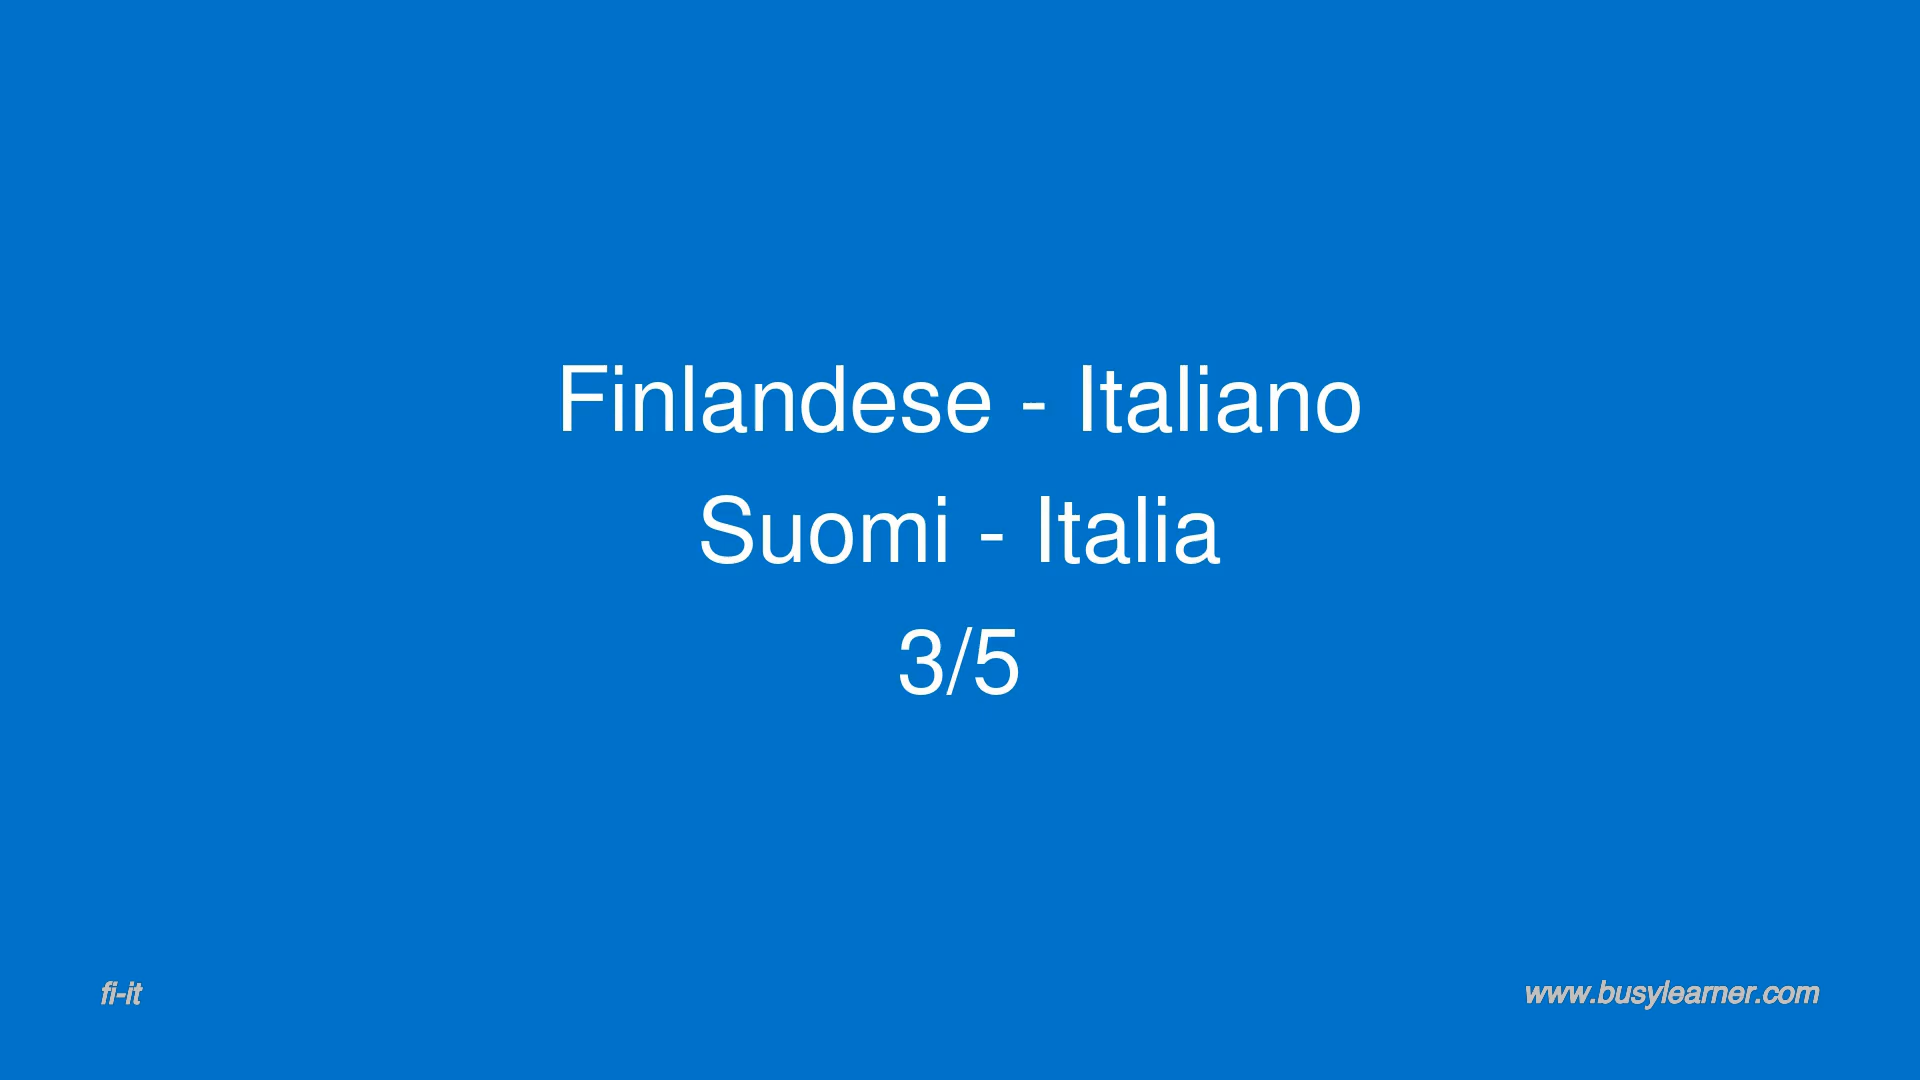 Finlandese - Italiano
Suomi - Italia
3/5
fi-it
www.busylearner.com